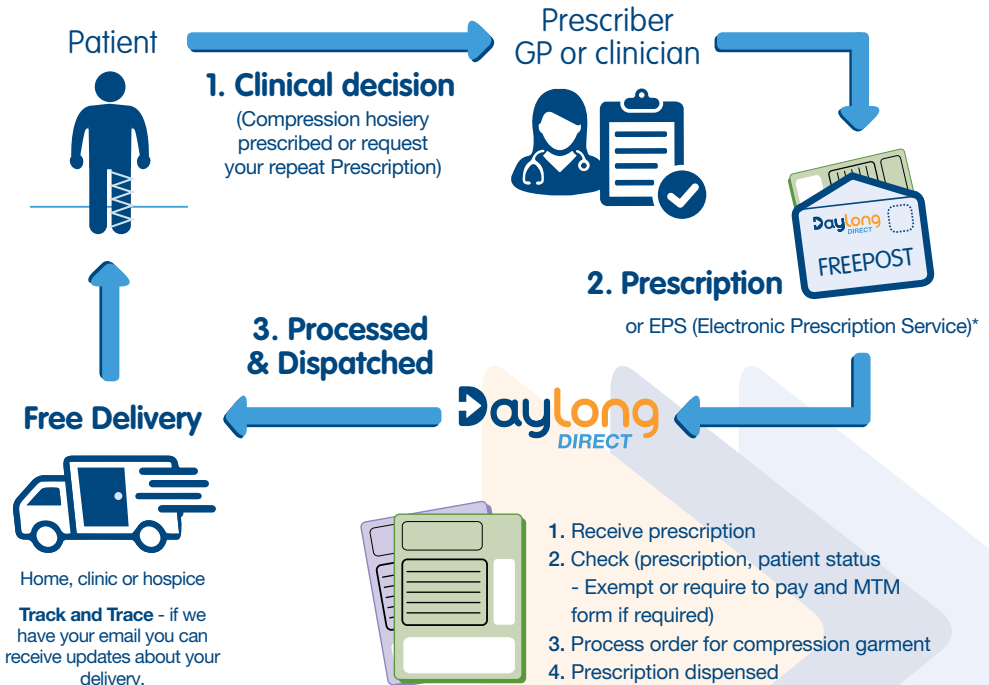 Patient
1. Clinical decision
(Compression hosiery
prescribed or request
your repeat Prescription)
Prescriber
GP or clinician
Daylong
DIRECT
FREEPOST
2. Prescription
or EPS (Electronic Prescription Service)*
3. Processed
& Dispatched
Daylong
DIRECT
Free Delivery
Home, clinic or hospice
Track and Trace - if we
have your email you can
receive updates about your
delivery.
1. Receive prescription
2. Check (prescription, patient status
- Exempt or require to pay and MTM
form if required)
3. Process order for compression garment
4. Prescription dispensed